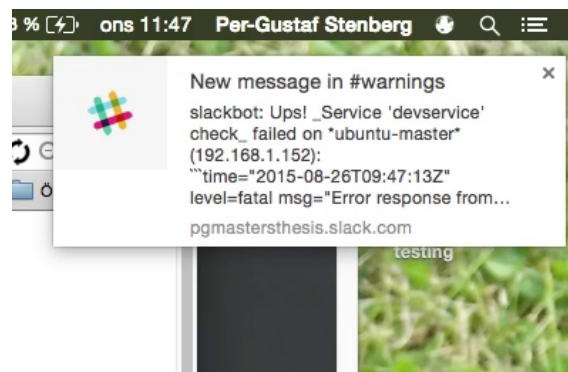 3 % ons 11:47 Per-Gustaf Stenberg
New message in #warnings
slackbot: Ups! _Service 'devservice'
check_ failed on *ubuntu-master*
(192.168.1.152):
```time="2015-08-26T09:47:13Z"
level=fatal msg="Error response from...
pgmastersthesis.slack.com
Ö
testing